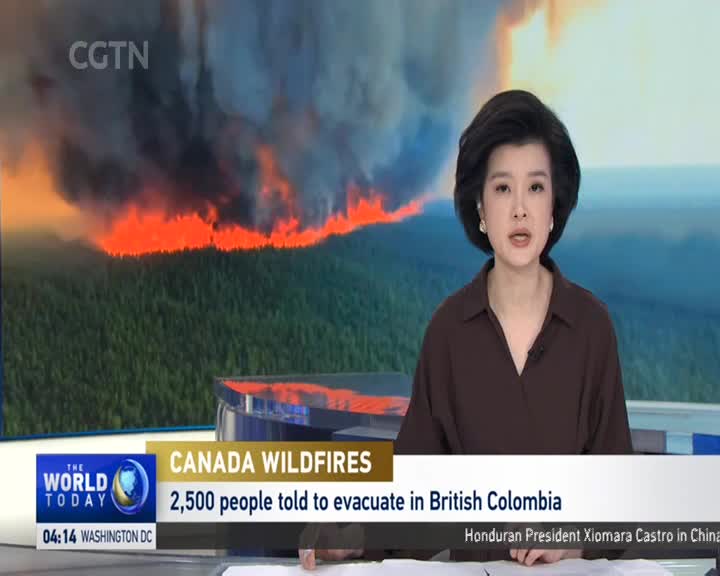 CGTN
CANADA WILDFIRES
THE
WORLD
TODAY
2,500 people told to evacuate in British Colombia
04:14 WASHINGTON DC
Honduran President Xiomara Castro in China